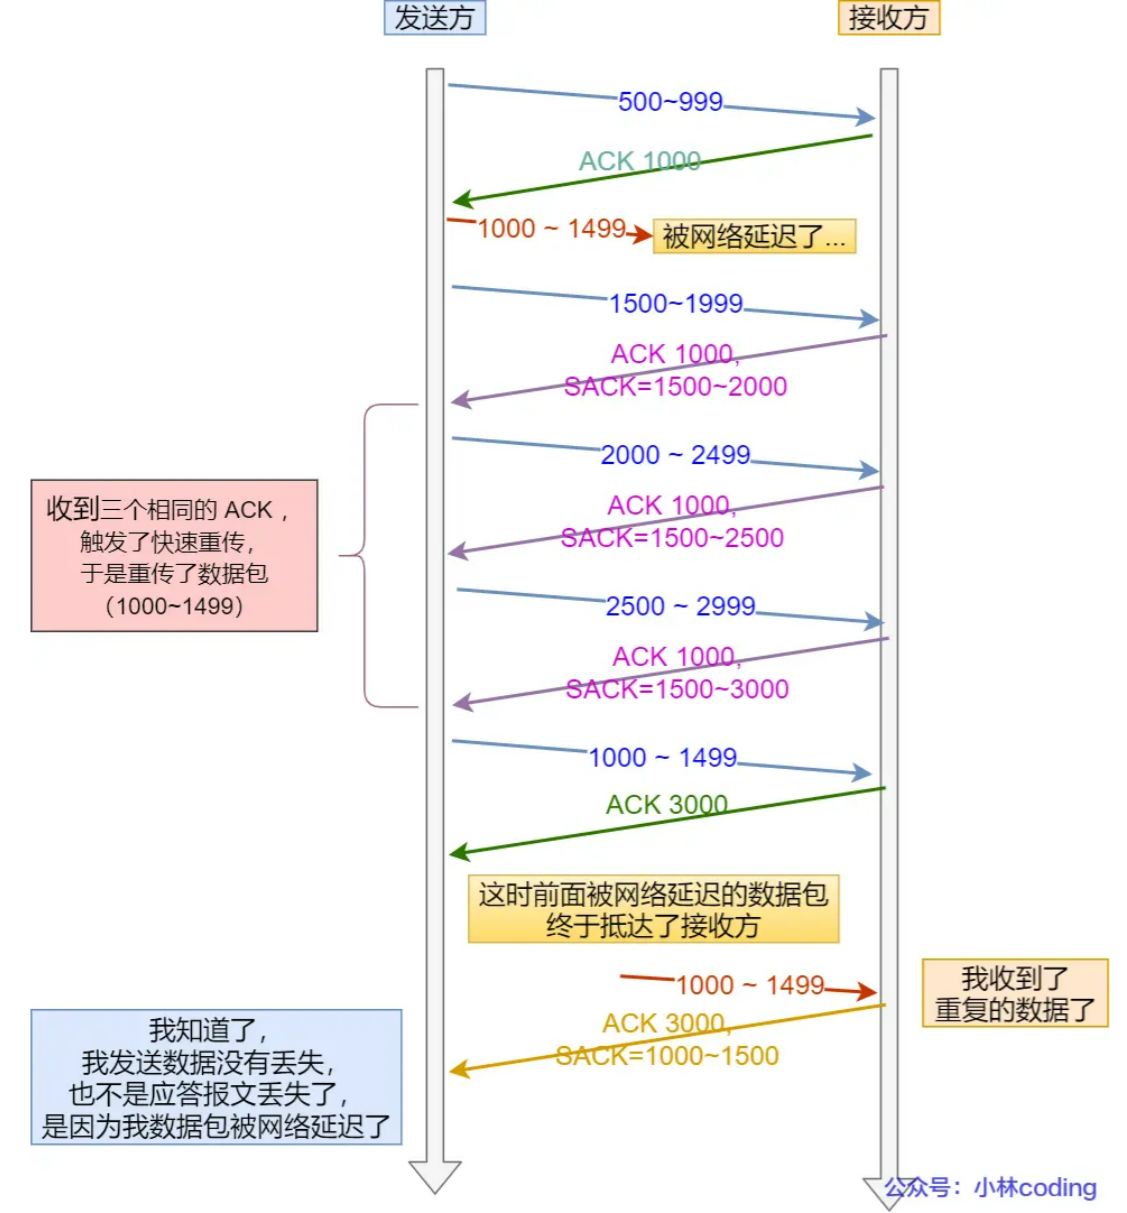 发送方
接收方
500~999
ACK 1000
1000 ~ 1499
被网络延迟了...
1500~1999
ACK 1000,
SACK=1500~2000
2000 ~ 2499
收到三个相同的 ACK，
触发了快速重传，
于是重传了数据包
（1000~1499）
ACK 1000,
SACK=1500~2500
2500 ~ 2999
ACK 1000,
SACK=1500~3000
1000 ~ 1499
ACK 3000
这时前面被网络延迟的数据包
终于抵达了接收方
1000 ~ 1499
我收到了
重复的数据了
ACK 3000,
SACK=1000~1500
我知道了，
我发送数据没有丢失，
也不是应答报文丢失了，
是因为我数据包被网络延迟了
公众号：小林coding